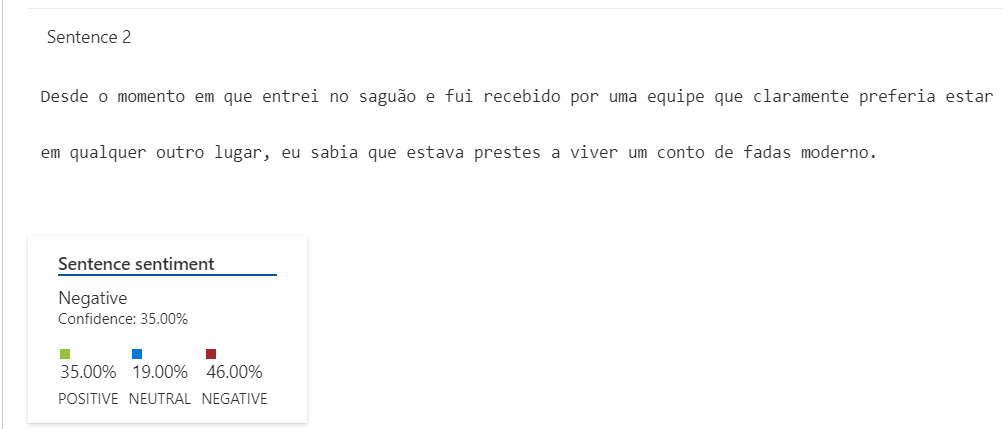 Sentence 2
Desde o momento em que entrei no saguão e fui recebido por uma equipe que claramente preferia estar
em qualquer outro lugar, eu sabia que estava prestes a viver um conto de fadas moderno.
Sentence sentiment
Negative
Confidence: 35.00%
35.00% 19.00% 46.00%
POSITIVE NEUTRAL NEGATIVE